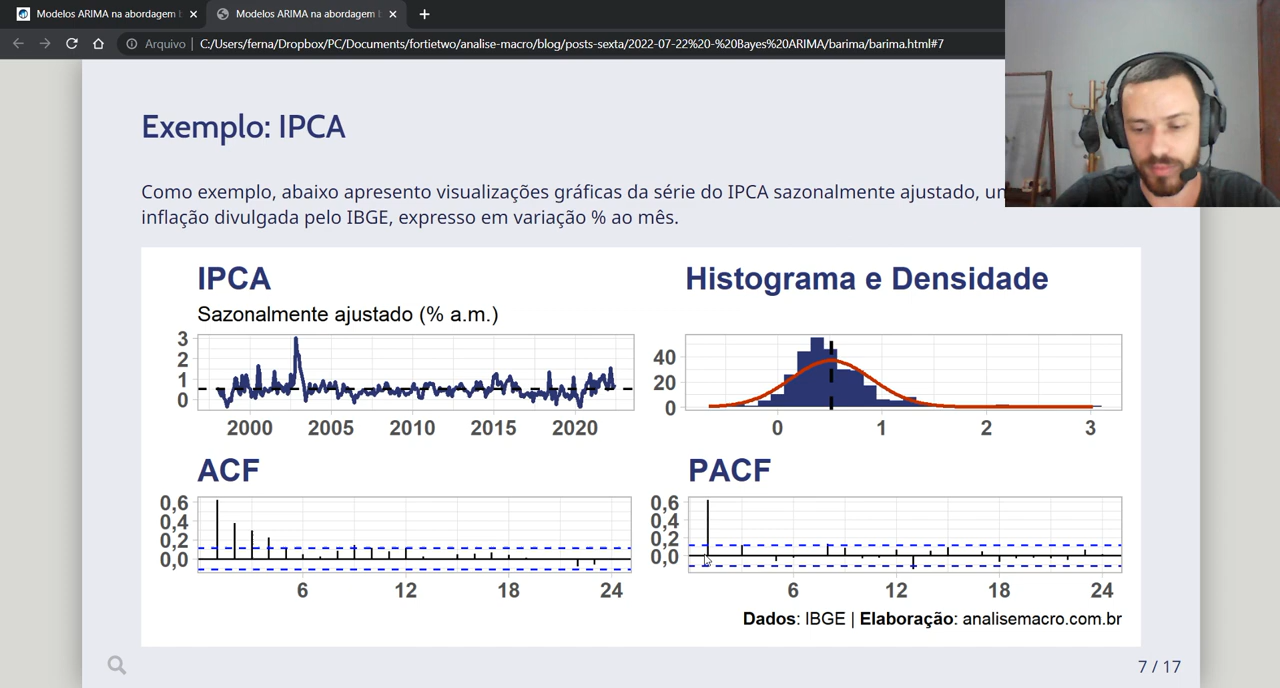 Modelos ARIMA na abordagem
Modelos ARIMA na abordagem
Arquivo | C:/Users/ferna/Dropbox/PC/Documents/fortietwo/analise-macro/blog/posts-sexta/2022-07-22%20-%20Bayes%20ARIMA/barima/barima.html#7
Exemplo: IPCA
Como exemplo, abaixo apresento visualizações gráficas da série do IPCA sazonalmente ajustado,
inflação divulgada pelo IBGE, expresso em variação % ao mês.
IPCA
Sazonalmente ajustado (% a.m.)
3
2
1
0
2000 2005 2010 2015 2020
Histograma e Densidade
40
20
0
0 1 2 3
ACF
0,6
0,4
0,2
0,0
6 12 18 24
PACF
0,6
0,4
0,2
0,0
6 12 18 24
Dados: IBGE | Elaboração: analisemacro.com.br
7 / 17